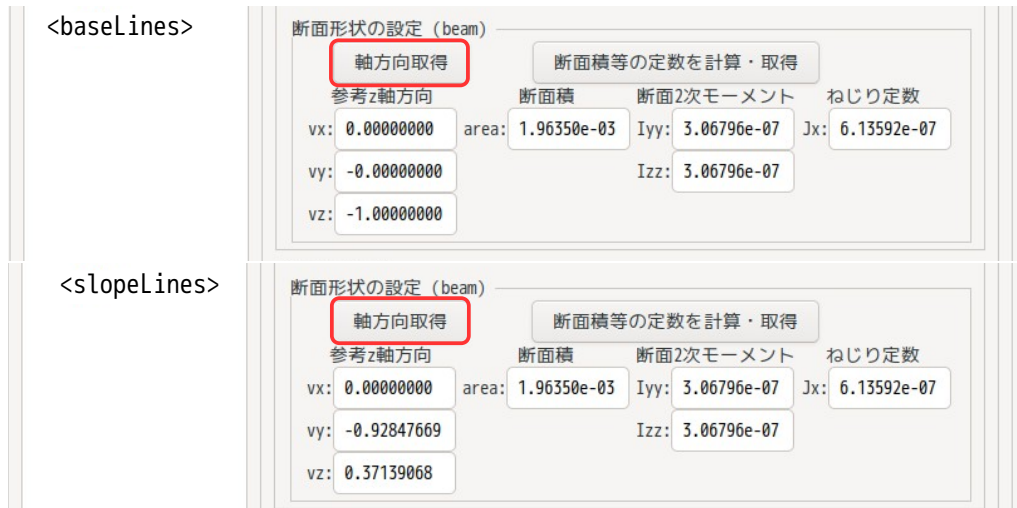 <baseLines>
断面形状の設定 (beam)
軸方向取得 断面積等の定数を計算・取得
参考z軸方向 断面積 断面2次モーメント ねじり定数
vx: 0.00000000 area: 1.96350e-03 Iyy: 3.06796e-07 Jx: 6.13592e-07
vy: -0.00000000 Izz: 3.06796e-07
vz: -1.00000000
<slopeLines>
断面形状の設定 (beam)
軸方向取得 断面積等の定数を計算・取得
参考z軸方向 断面積 断面2次モーメント ねじり定数
vx: 0.00000000 area: 1.96350e-03 Iyy: 3.06796e-07 Jx: 6.13592e-07
vy: -0.92847669 Izz: 3.06796e-07
vz: 0.37139068